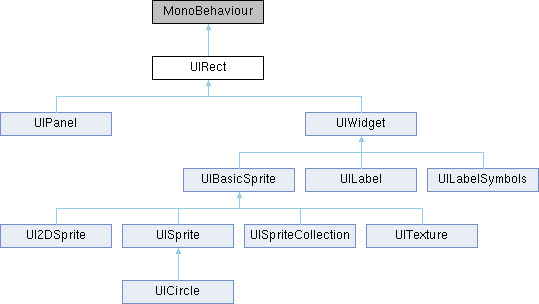 MonoBehaviour
UIRect
UIPanel
UIWidget
UIBasicSprite
UILabel
UILabelSymbols
UI2DSprite
UISprite
UISpriteCollection
UITexture
UICircle